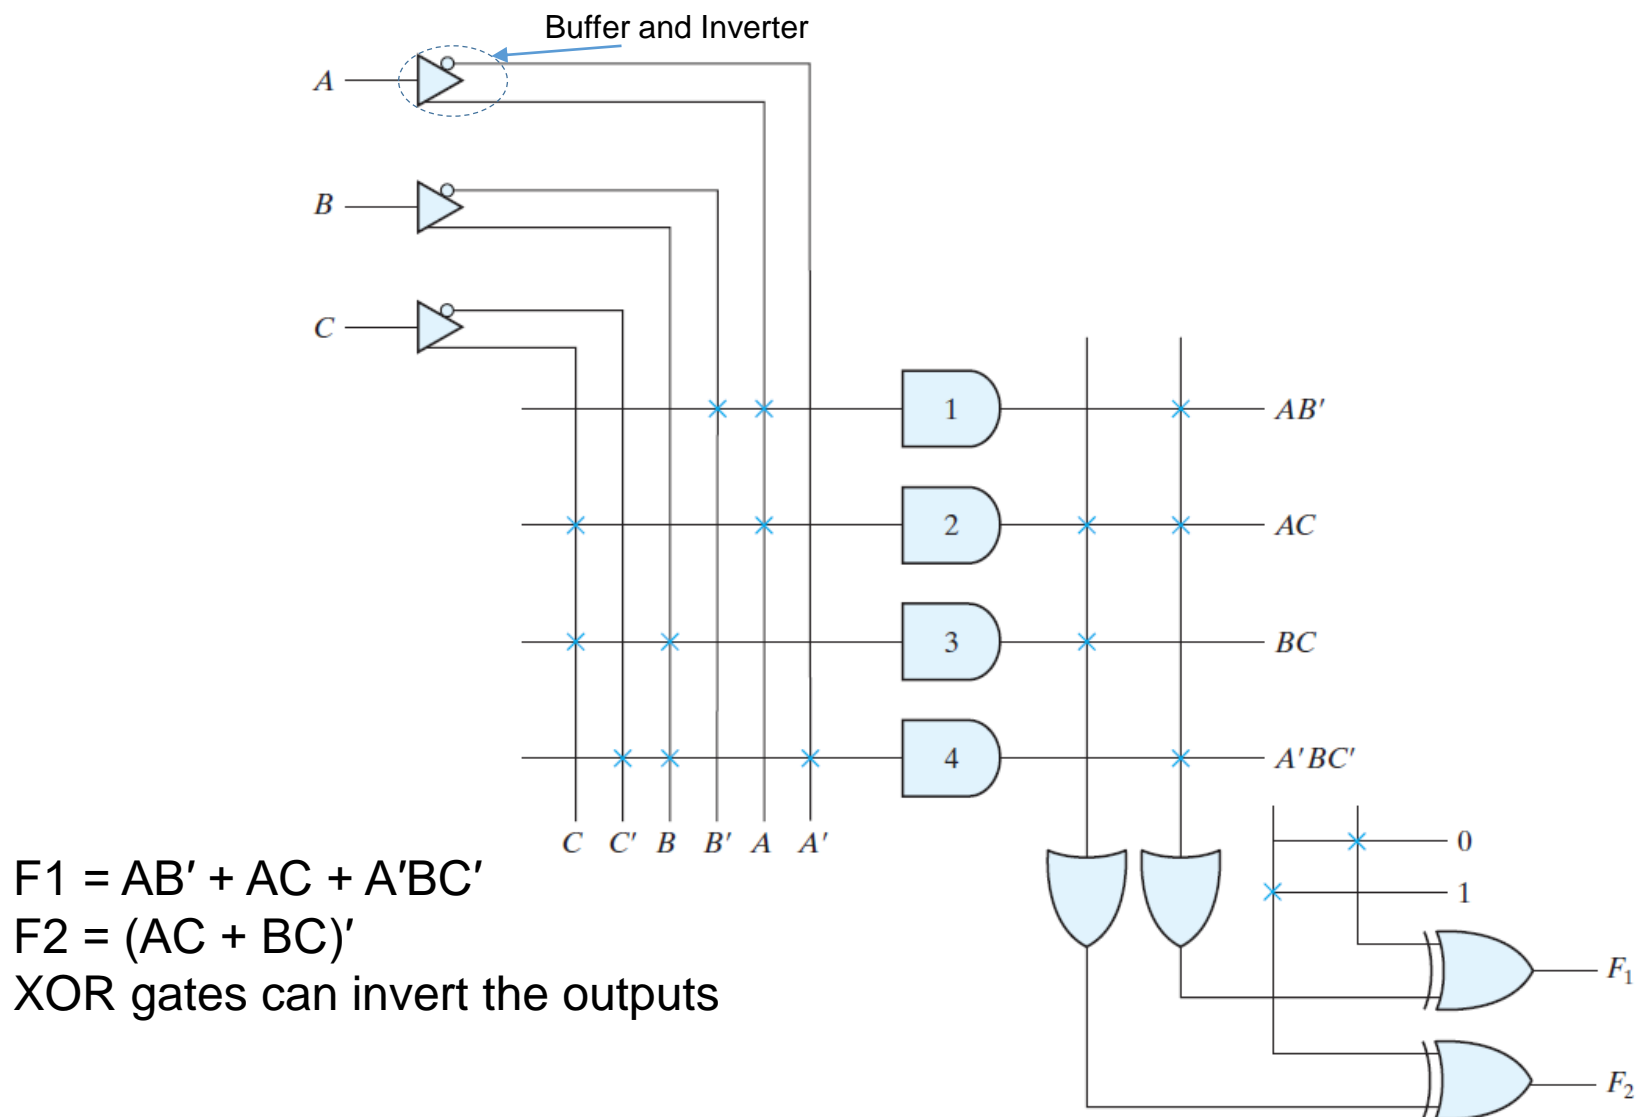 Buffer and Inverter
A
B
C
1
AB′
2
AC
3
BC
4
A′BC′
C C′ B B′ A A′
0
1
F1 = AB′ + AC + A′BC′
F2 = (AC + BC)′
XOR gates can invert the outputs
F₁
F₂